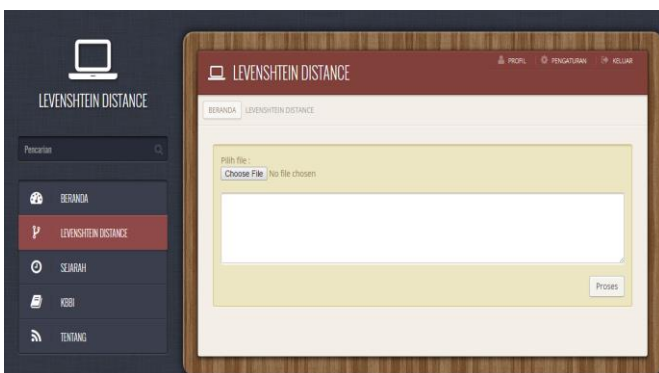 LEVENSHTEIN DISTANCE
Pencarian
BERANDA
LEVENSHTEIN DISTANCE
SEJARAH
KBBI
TENTANG
PROFIL PENGATURAN KELUAR
LEVENSHTEIN DISTANCE
BERANDA LEVENSHTEIN DISTANCE
Pilih file :
Choose File No file chosen
Proses